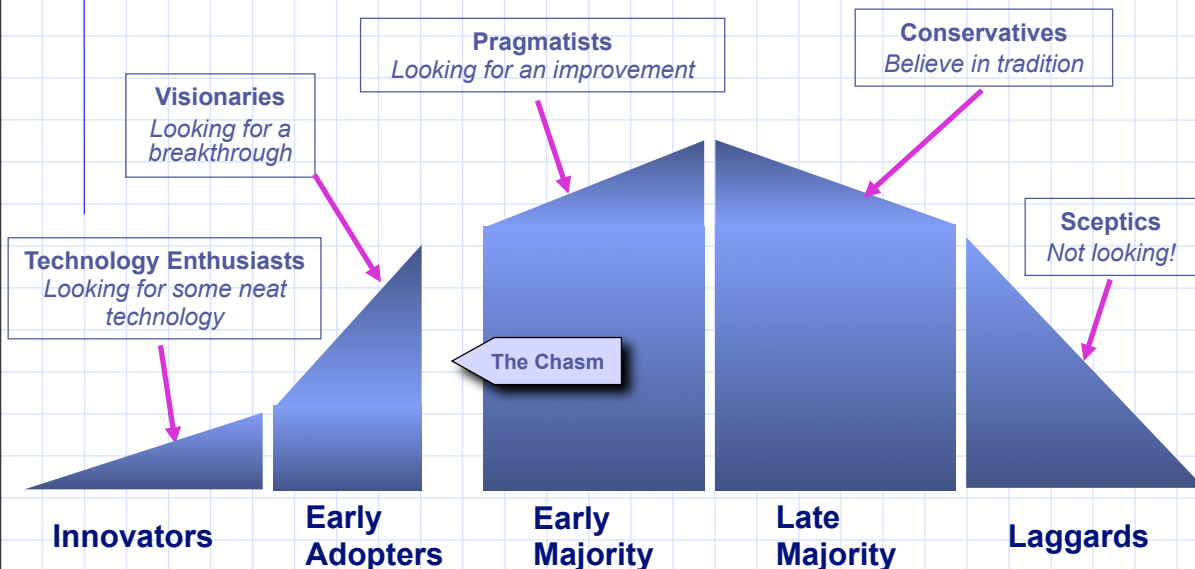 Pragmatists
Looking for an improvement
Conservatives
Believe in tradition
Visionaries
Looking for a
breakthrough
Technology Enthusiasts
Looking for some neat
technology
Sceptics
Not looking!
The Chasm
Innovators
Early
Adopters
Early
Majority
Late
Majority
Laggards